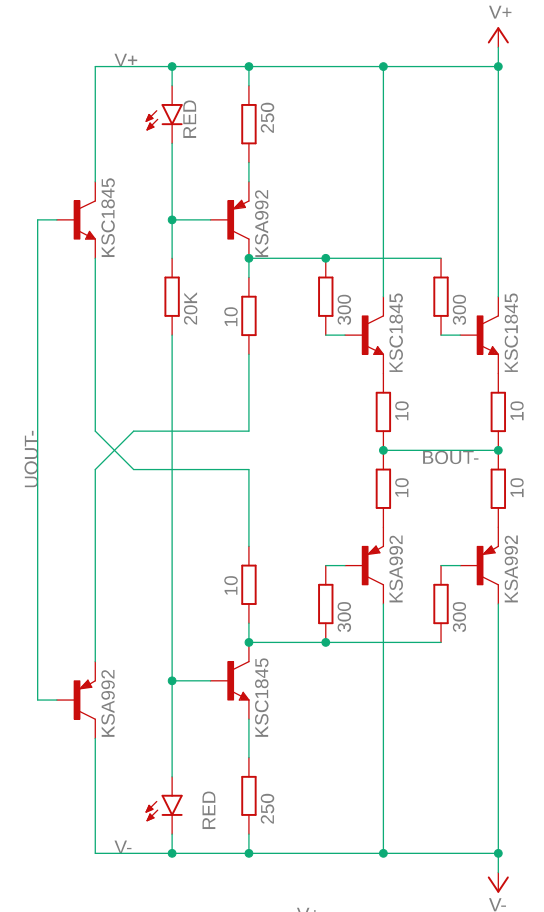 V+
V+
RED
250
KSC1845
KSA992
20K
10
300
KSC1845
300
KSC1845
10
10
UOUT-
BOUT-
10
10
KSA992
KSA992
10
300
300
KSA992
KSC1845
RED
250
V-
V-
V+